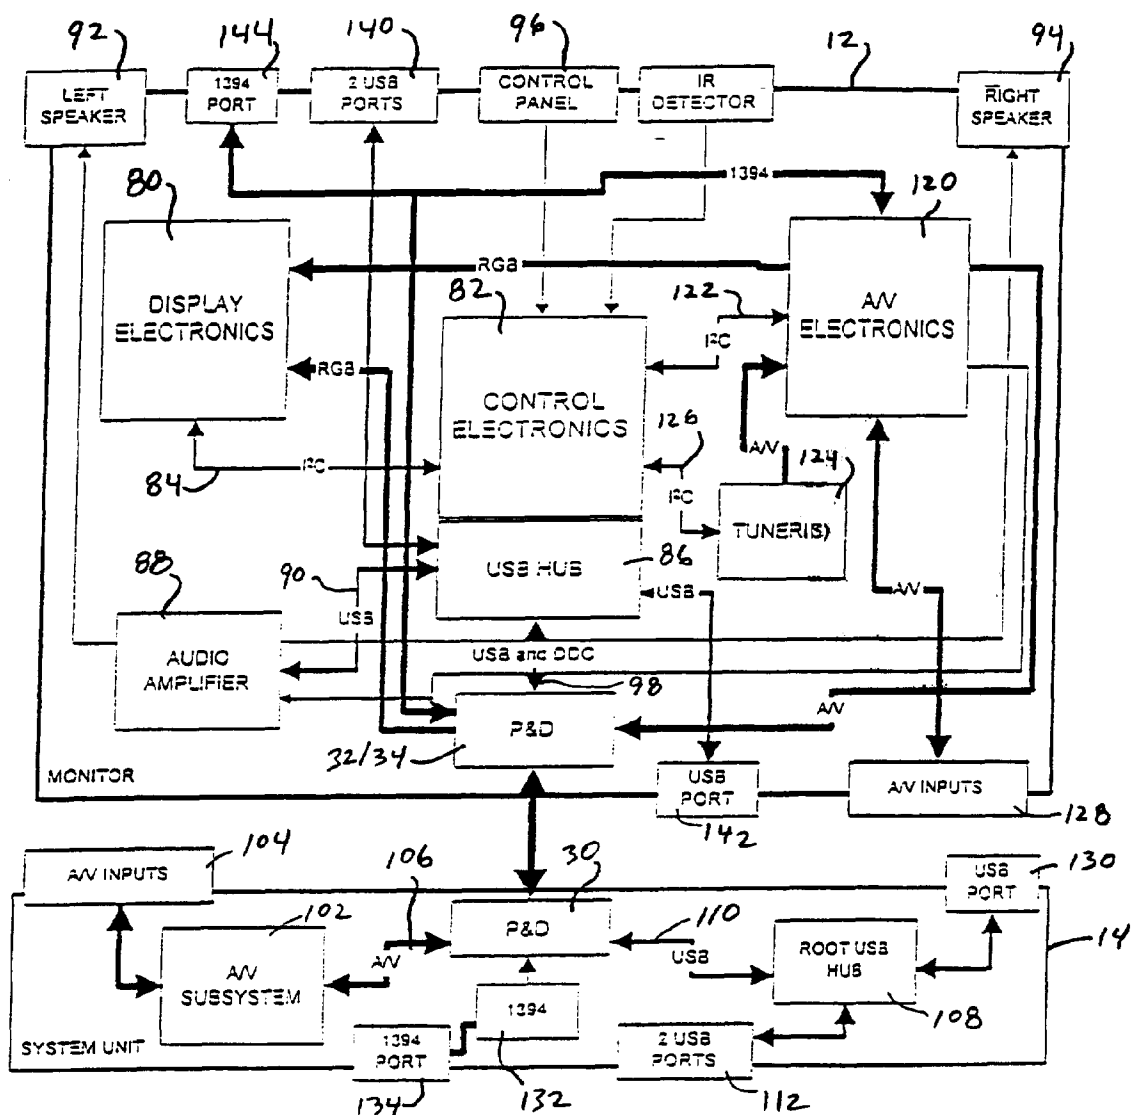 92
144
140
96
12
94
LEFT
SPEAKER
1394
PORT
2 USB
PORTS
CONTROL
PANEL
IR
DETECTOR
RIGHT
SPEAKER
80
1394
120
RGB
82
122
DISPLAY
ELECTRONICS
A/V
ELECTRONICS
I²C
RGB
CONTROL
ELECTRONICS
126
A/V
124
84
I²C
I²C
TUNER(S)
88
90
USB HUB
86
USB
A/V
USB
AUDIO
AMPLIFIER
USB and DDC
98
A/V
P&D
32/34
MONITOR
USB
PORT
142
A/V INPUTS
128
104
106
30
130
A/V INPUTS
USB
PORT
102
P&D
110
14
A/V
SUBSYSTEM
A/V
USB
ROOT USB
HUB
1394
108
SYSTEM UNIT
1394
PORT
2 USB
PORTS
134
132
112